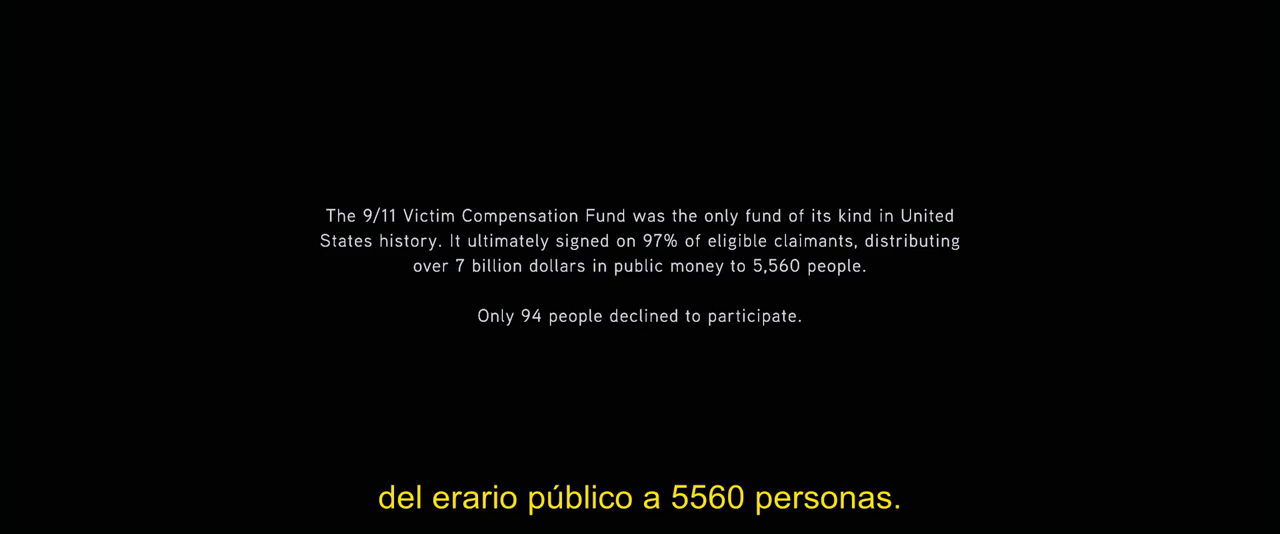 The 9/11 Victim Compensation Fund was the only fund of its kind in United
States history. It ultimately signed on 97% of eligible claimants, distributing
over 7 billion dollars in public money to 5,560 people.
Only 94 people declined to participate.
del erario público a 5560 personas.